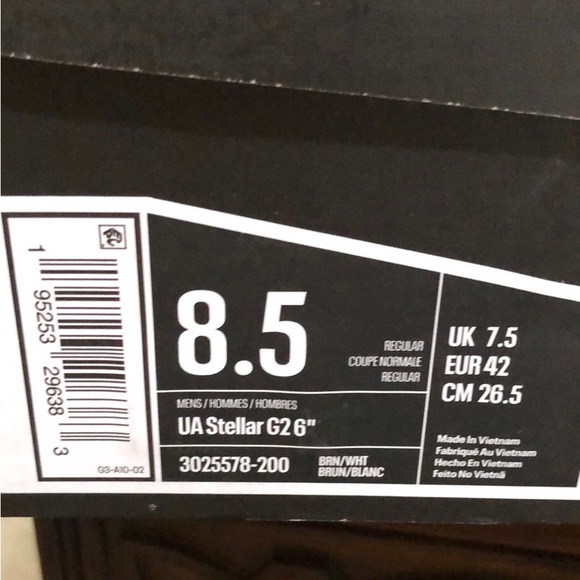 1 95253 29638 3
G3-A10-02
8.5
REGULAR
COUPE NORMALE
REGULAR
MENS / HOMMES / HOMBRES
UA Stellar G2 6"
3025578-200
BRN/WHT
BRUN/BLANC
UK 7.5
EUR 42
CM 26.5
Made In Vietnam
Fabriqué Au Vietnam
Hecho En Vietnam
Feito No Vietnã